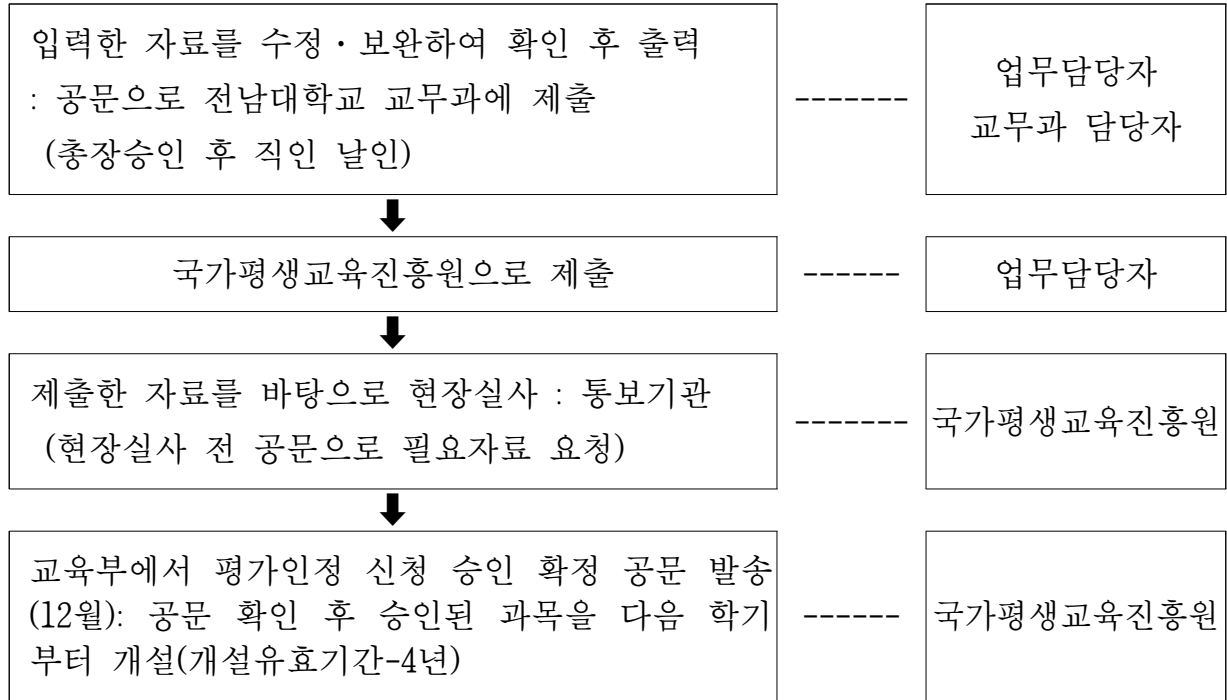 입력한 자료를 수정·보완하여 확인 후 출력
: 공문으로 전남대학교 교무과에 제출
(총장승인 후 직인 날인)
-------
업무담당자
교무과 담당자
국가평생교육진흥원으로 제출
------
업무담당자
제출한 자료를 바탕으로 현장실사 : 통보기관
(현장실사 전 공문으로 필요자료 요청)
-------
국가평생교육진흥원
교육부에서 평가인정 신청 승인 확정 공문 발송
(12월): 공문 확인 후 승인된 과목을 다음 학기
부터 개설(개설유효기간-4년)
------
국가평생교육진흥원